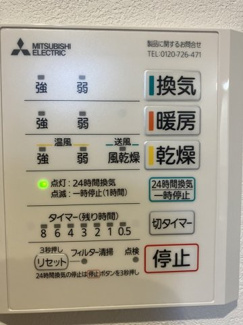 MITSUBISHI
ELECTRIC
製品に関するお問合せ
TEL:0120-726-471
強 弱 換気
強 弱 暖房
温風 送風
強 弱 風乾燥 乾燥
点灯：24時間換気
点滅：一時停止(1時間)
24時間換気
一時停止
タイマー(残り時間)
8 6 4 3 2 1 0.5
切タイマー
3秒押し フィルター清掃 点検
リセット
停止
24時間換気の停止は停止ボタンを3秒押し